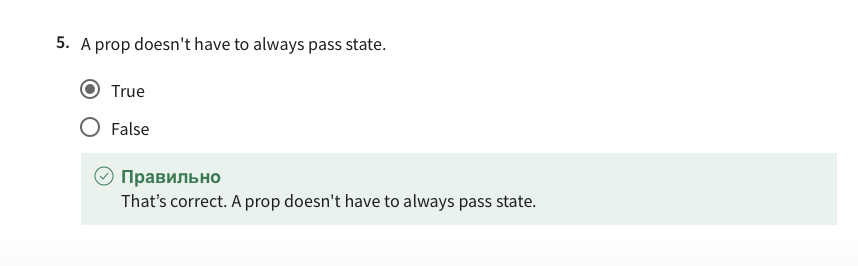 5. A prop doesn't have to always pass state.
True
False
Правильно
That’s correct. A prop doesn't have to always pass state.